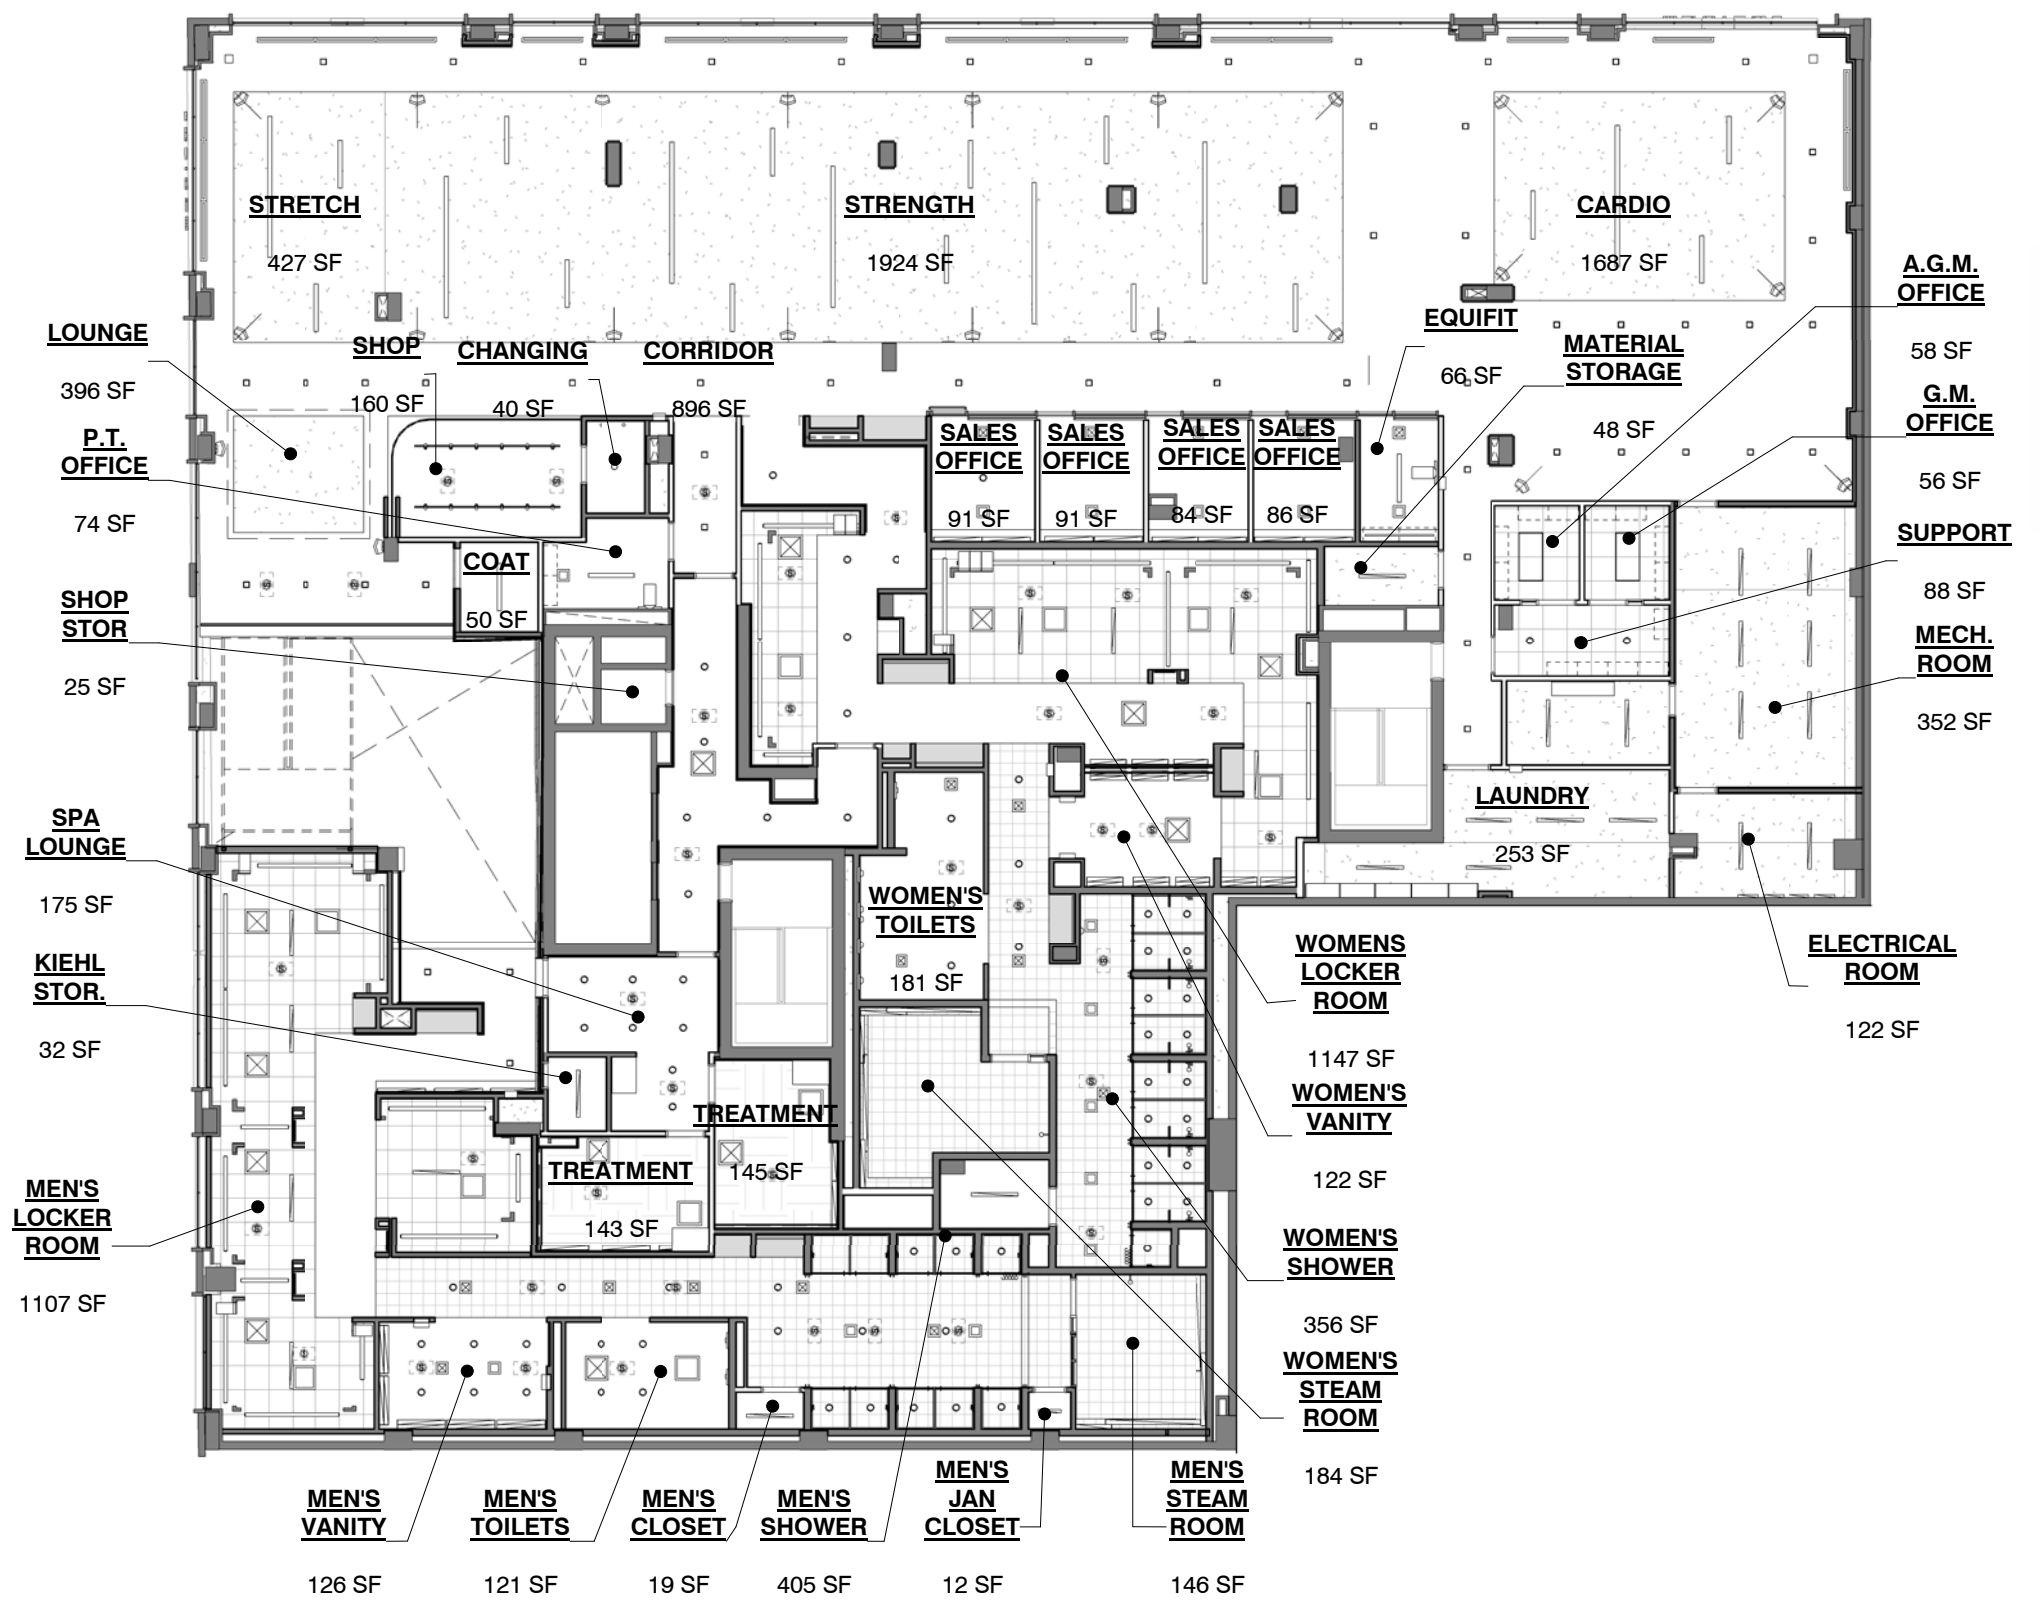 STRETCH
427 SF
STRENGTH
1924 SF
CARDIO
1687 SF
A.G.M.
OFFICE
58 SF
LOUNGE
396 SF
SHOP
160 SF
CHANGING
40 SF
CORRIDOR
896 SF
EQUIFIT
66 SF
MATERIAL
STORAGE
48 SF
G.M.
OFFICE
56 SF
P.T.
OFFICE
74 SF
SALES
OFFICE
91 SF
SALES
OFFICE
91 SF
SALES
OFFICE
84 SF
SALES
OFFICE
86 SF
SUPPORT
88 SF
COAT
50 SF
SHOP
STOR
25 SF
MECH.
ROOM
352 SF
SPA
LOUNGE
175 SF
LAUNDRY
253 SF
WOMEN'S
TOILETS
181 SF
KIEHL
STOR.
32 SF
WOMENS
LOCKER
ROOM
1147 SF
ELECTRICAL
ROOM
122 SF
WOMEN'S
VANITY
122 SF
TREATMENT
145 SF
TREATMENT
143 SF
MEN'S
LOCKER
ROOM
1107 SF
WOMEN'S
SHOWER
356 SF
WOMEN'S
STEAM
ROOM
184 SF
MEN'S
VANITY
126 SF
MEN'S
TOILETS
121 SF
MEN'S
CLOSET
19 SF
MEN'S
SHOWER
405 SF
MEN'S
JAN
CLOSET
12 SF
MEN'S
STEAM
ROOM
146 SF